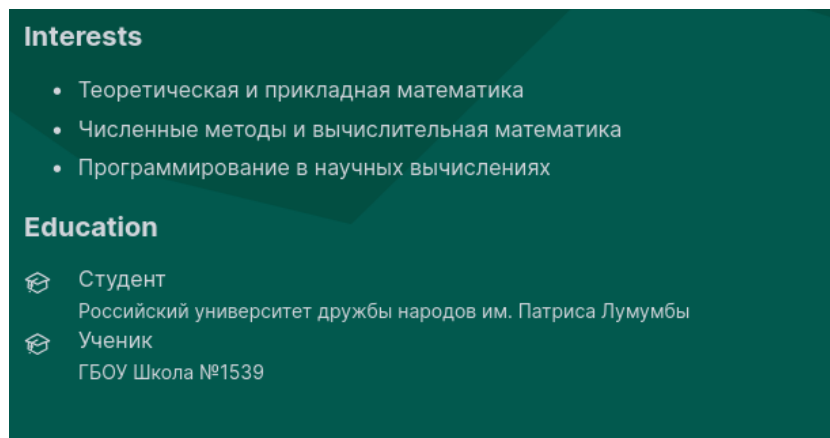 Interests
• Теоретическая и прикладная математика
• Численные методы и вычислительная математика
• Программирование в научных вычислениях
Education
Студент
Российский университет дружбы народов им. Патриса Лумумбы
Ученик
ГБОУ Школа №1539